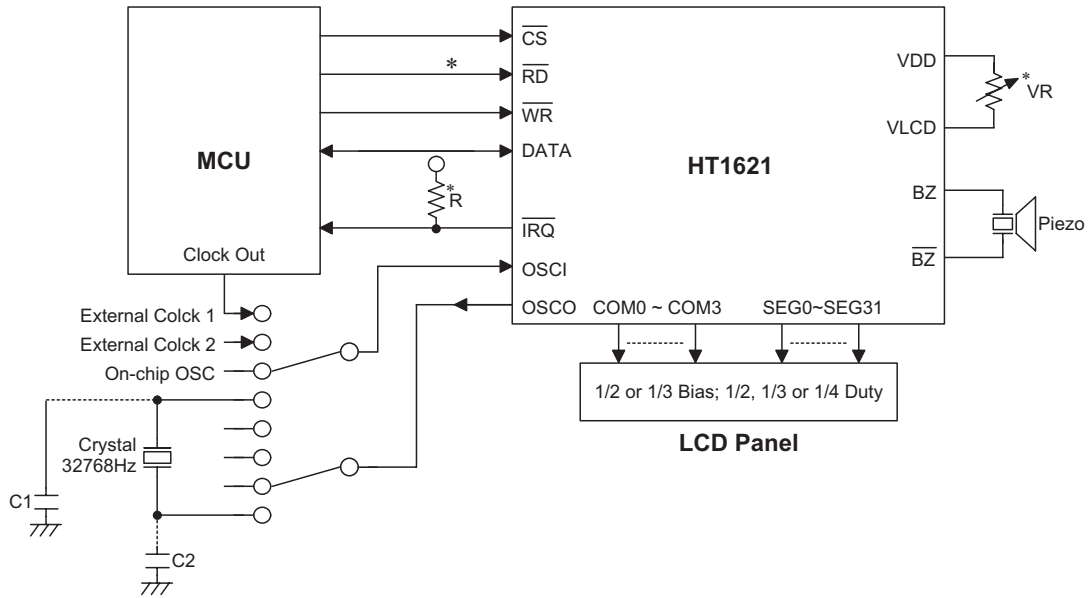 MCU
Clock Out
CS
RD
*
WR
DATA
*
R
IRQ
OSCI
OSCO
HT1621
VDD
*
VR
VLCD
BZ
Piezo
BZ
COM0 ~ COM3
SEG0~SEG31
External Colck 1
External Colck 2
On-chip OSC
Crystal
32768Hz
C1
C2
1/2 or 1/3 Bias; 1/2, 1/3 or 1/4 Duty
LCD Panel